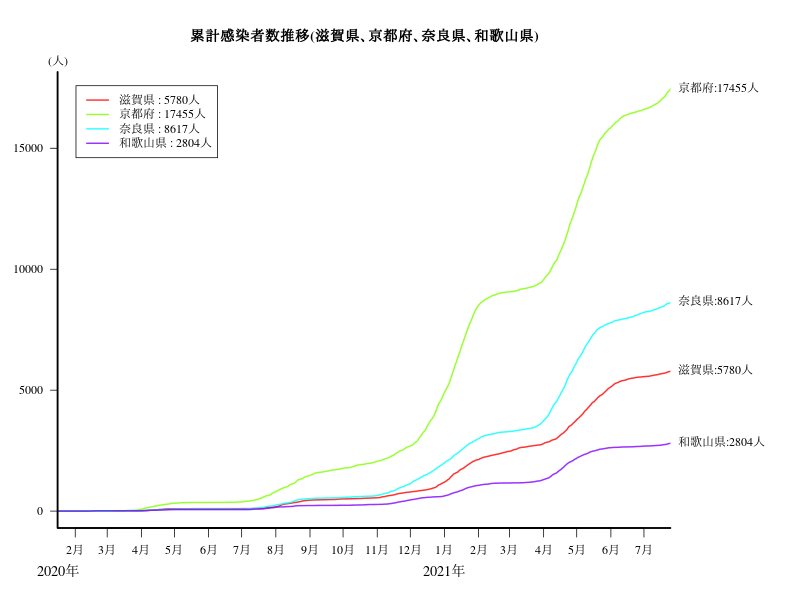 累計感染者数推移(滋賀県、京都府、奈良県、和歌山県)
(人)
滋賀県 : 5780人
京都府 : 17455人
奈良県 : 8617人
和歌山県 : 2804人
京都府:17455人
15000
10000
奈良県:8617人
5000
滋賀県:5780人
和歌山県:2804人
0
2月 3月 4月 5月 6月 7月 8月 9月 10月 11月 12月 1月 2月 3月 4月 5月 6月 7月
2020年 2021年